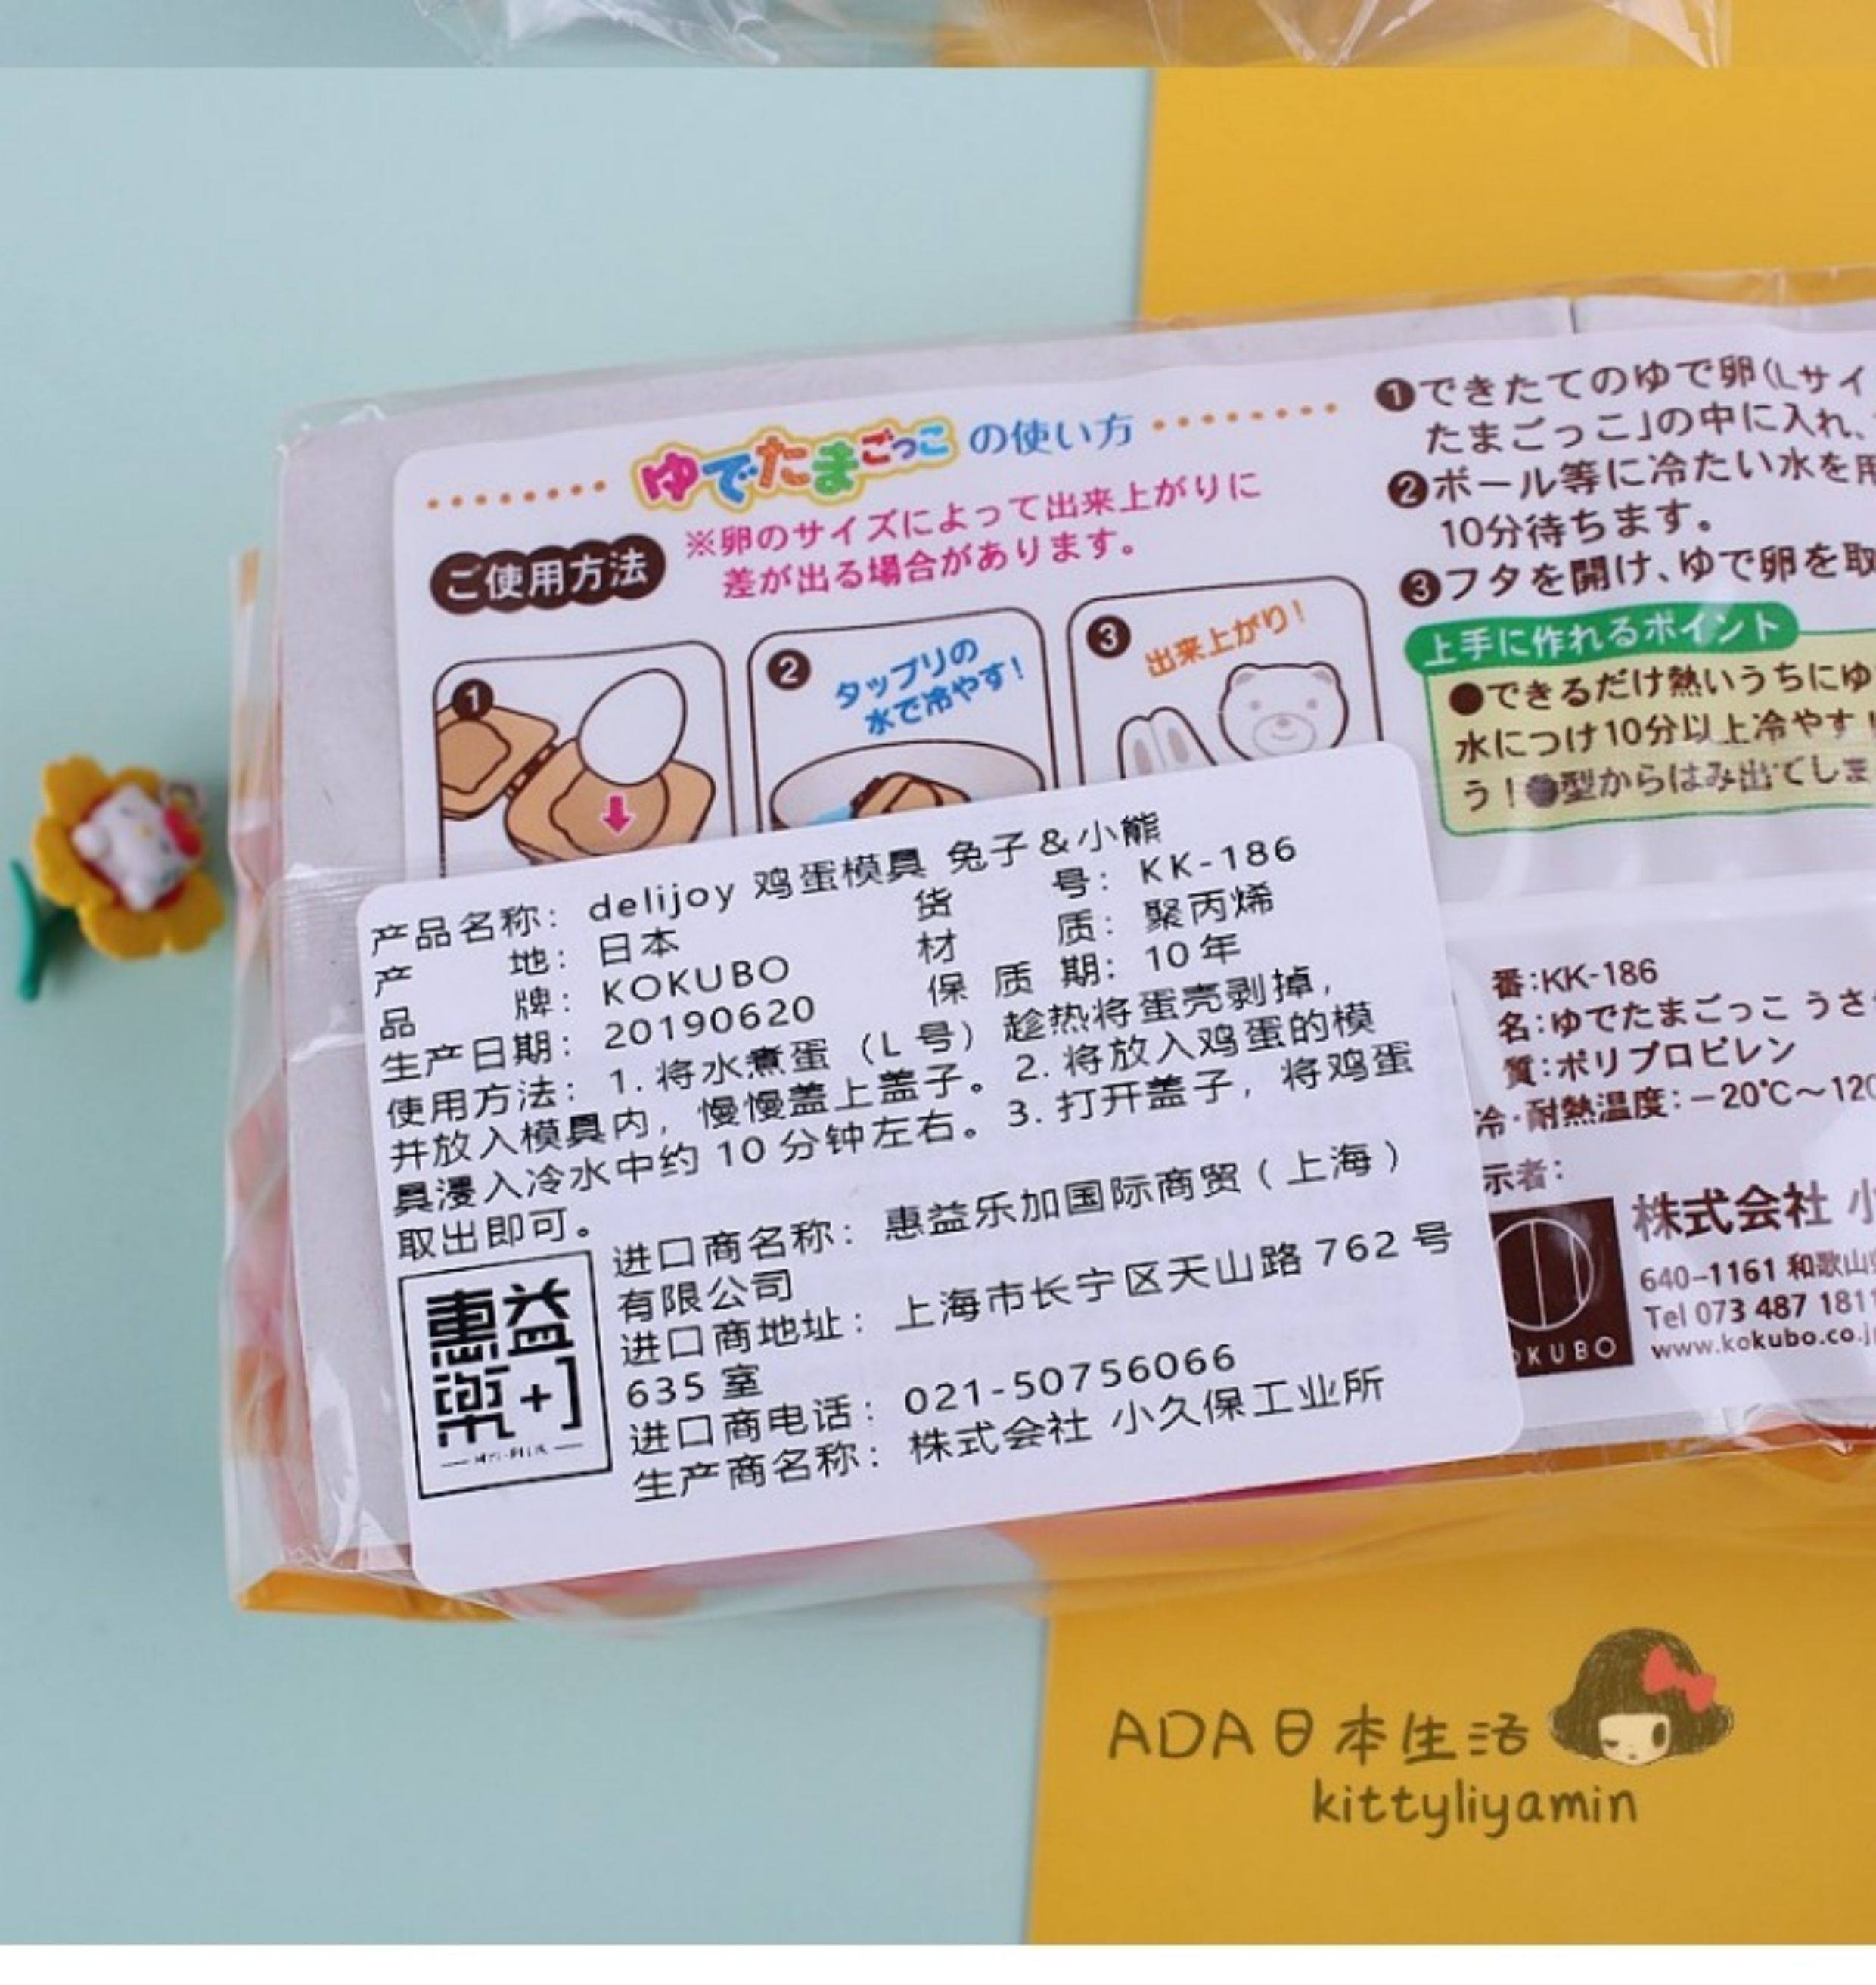 ゆでたまごっこ の使い方
ご使用方法
※卵のサイズによって出来上がりに
差が出る場合があります。
1
2
タップリの
水で冷やす!
3
出来上がり!
❶できたてのゆで卵(Lサイ
たまごっこ」の中に入れ、
❷ボール等に冷たい水を用
10分待ちます。
❸フタを開け、ゆで卵を取
上手に作れるポイント
●できるだけ熱いうちにゆ
水につけ10分以上冷やす!
う!●型からはみ出てしま
产品名称: delijoy 鸡蛋模具 兔子&小熊
产 地: 日本 货 号: KK-186
品 牌: KOKUBO 材 质: 聚丙烯
生产日期: 20190620 保 质 期: 10年
使用方法: 1. 将水煮蛋(L号)趁热将蛋壳剥掉,
并放入模具内, 慢慢盖上盖子。2. 将放入鸡蛋的模
具漫入冷水中约 10 分钟左右。3. 打开盖子, 将鸡蛋
取出即可。
惠益
樂+]
进口商名称: 惠益乐加国际商贸(上海)
有限公司
进口商地址: 上海市长宁区天山路 762 号
635 室
进口商电话: 021-50756066
生产商名称: 株式会社 小久保工业所
番:KK-186
名:ゆでたまごっこ うさ
質:ポリプロピレン
冷·耐熱温度:-20℃~120
示者:
KUBO
株式会社 小
640-1161 和歌山
Tel 073 487 181
www.kokubo.co.j
ADA日本生活
kittyliyamin